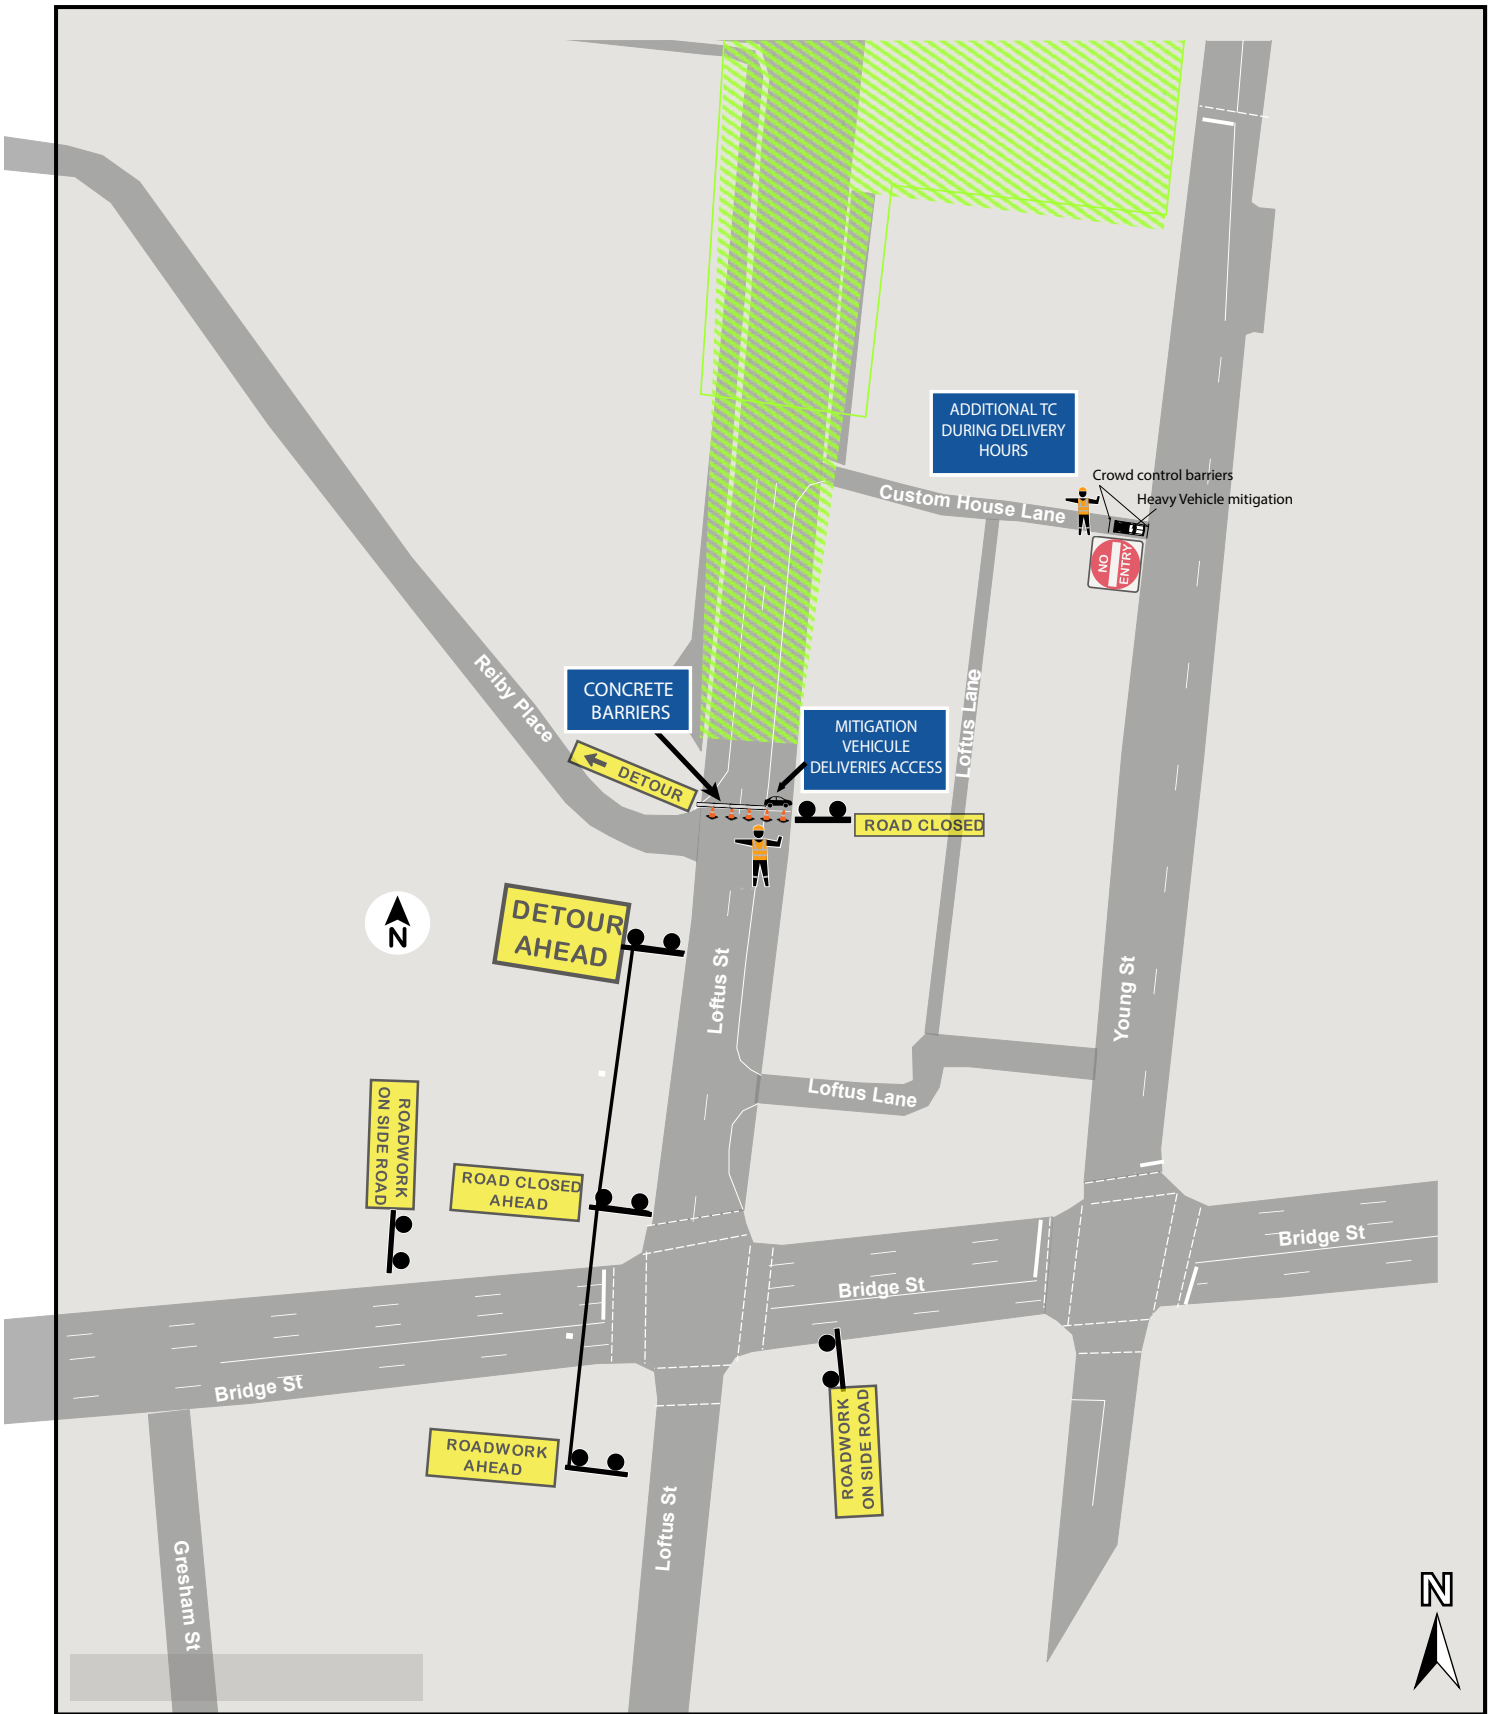 ADDITIONAL TC
DURING DELIVERY
HOURS
Crowd control barriers
Heavy Vehicle mitigation
Custom House Lane
NO
ENTRY
Reiby Place
CONCRETE
BARRIERS
Loftus Lane
MITIGATION
VEHICULE
DELIVERIES ACCESS
DETOUR
ROAD CLOSED
DETOUR
AHEAD
N
Loftus St
Young St
Loftus Lane
ROADWORK
ON SIDE ROAD
ROAD CLOSED
AHEAD
Bridge St
Bridge St
Bridge St
ROADWORK
ON SIDE ROAD
ROADWORK
AHEAD
Loftus St
Gresham St
N